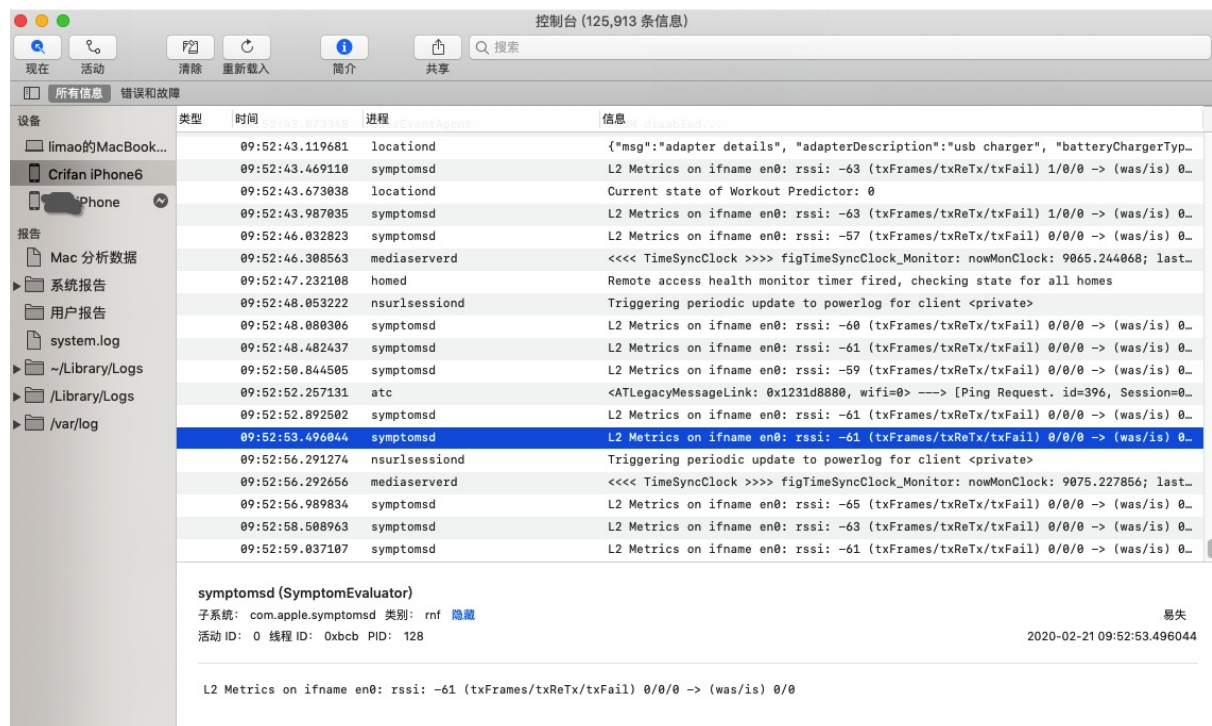 控制台 (125,913 条信息)
搜索
现在 活动 清除 重新载入 简介 共享
所有信息 错误和故障
设备
limao的MacBook...
Crifan iPhone6
iPhone
报告
Mac 分析数据
系统报告
用户报告
system.log
~/Library/Logs
/Library/Logs
/var/log
类型 时间 进程 信息
09:52:43.119681 locationd {"msg":"adapter details", "adapterDescription":"usb charger", "batteryChargerTyp…
09:52:43.469110 symptomsd L2 Metrics on ifname en0: rssi: -63 (txFrames/txReTx/txFail) 1/0/0 -> (was/is) 0…
09:52:43.673038 locationd Current state of Workout Predictor: 0
09:52:43.987035 symptomsd L2 Metrics on ifname en0: rssi: -63 (txFrames/txReTx/txFail) 1/0/0 -> (was/is) 0…
09:52:46.032823 symptomsd L2 Metrics on ifname en0: rssi: -57 (txFrames/txReTx/txFail) 0/0/0 -> (was/is) 0…
09:52:46.308563 mediaserverd <<<< TimeSyncClock >>>> figTimeSyncClock_Monitor: nowMonClock: 9065.244068; last…
09:52:47.232108 homed Remote access health monitor timer fired, checking state for all homes
09:52:48.053222 nsurlsessiond Triggering periodic update to powerlog for client <private>
09:52:48.080306 symptomsd L2 Metrics on ifname en0: rssi: -60 (txFrames/txReTx/txFail) 0/0/0 -> (was/is) 0…
09:52:48.482437 symptomsd L2 Metrics on ifname en0: rssi: -61 (txFrames/txReTx/txFail) 0/0/0 -> (was/is) 0…
09:52:50.844505 symptomsd L2 Metrics on ifname en0: rssi: -59 (txFrames/txReTx/txFail) 0/0/0 -> (was/is) 0…
09:52:52.257131 atc <ATLegacyMessageLink: 0x1231d8880, wifi=0> ---> [Ping Request. id=396, Session=0…
09:52:52.892502 symptomsd L2 Metrics on ifname en0: rssi: -61 (txFrames/txReTx/txFail) 0/0/0 -> (was/is) 0…
09:52:53.496044 symptomsd L2 Metrics on ifname en0: rssi: -61 (txFrames/txReTx/txFail) 0/0/0 -> (was/is) 0…
09:52:56.291274 nsurlsessiond Triggering periodic update to powerlog for client <private>
09:52:56.292656 mediaserverd <<<< TimeSyncClock >>>> figTimeSyncClock_Monitor: nowMonClock: 9075.227856; last…
09:52:56.989834 symptomsd L2 Metrics on ifname en0: rssi: -65 (txFrames/txReTx/txFail) 0/0/0 -> (was/is) 0…
09:52:58.508963 symptomsd L2 Metrics on ifname en0: rssi: -63 (txFrames/txReTx/txFail) 0/0/0 -> (was/is) 0…
09:52:59.037107 symptomsd L2 Metrics on ifname en0: rssi: -61 (txFrames/txReTx/txFail) 0/0/0 -> (was/is) 0…
symptomsd (SymptomEvaluator)
子系统： com.apple.symptomsd 类别： rnf 隐藏 易失
活动 ID： 0 线程 ID： 0xbcb PID： 128 2020-02-21 09:52:53.496044
L2 Metrics on ifname en0: rssi: -61 (txFrames/txReTx/txFail) 0/0/0 -> (was/is) 0/0